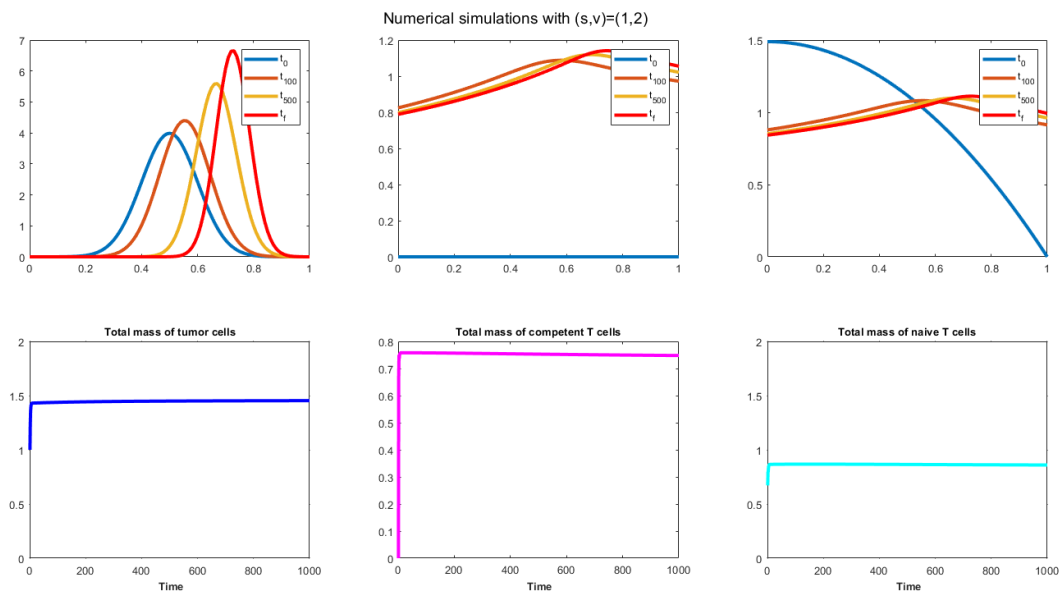 Numerical simulations with (s,v)=(1,2)
7
6
5
4
3
2
1
0
0 0.2 0.4 0.6 0.8 1
t0
t100
t500
tf
1.2
1
0.8
0.6
0.4
0.2
0
0 0.2 0.4 0.6 0.8 1
t0
t100
t500
tf
1.5
1
0.5
0
0 0.2 0.4 0.6 0.8 1
t0
t100
t500
tf
Total mass of tumor cells
2
1.5
1
0.5
0
0 200 400 600 800 1000
Time
Total mass of competent T cells
0.8
0.7
0.6
0.5
0.4
0.3
0.2
0.1
0
0 200 400 600 800 1000
Time
Total mass of naive T cells
2
1.5
1
0.5
0
0 200 400 600 800 1000
Time